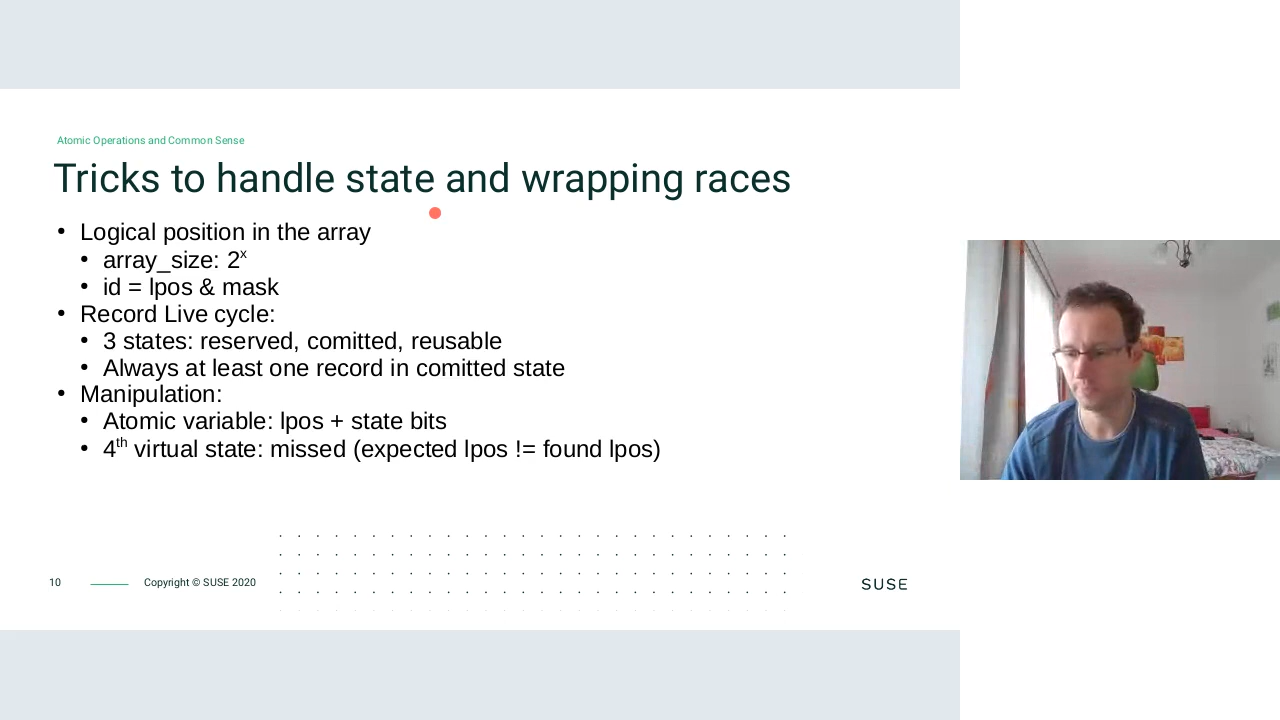 Atomic Operations and Common Sense
Tricks to handle state and wrapping races
• Logical position in the array
• array_size: 2ˣ
• id = lpos & mask
• Record Live cycle:
• 3 states: reserved, comitted, reusable
• Always at least one record in comitted state
• Manipulation:
• Atomic variable: lpos + state bits
• 4ᵗʰ virtual state: missed (expected lpos != found lpos)
10 Copyright © SUSE 2020
SUSE